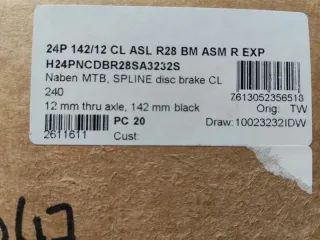 24P 142/12 CL ASL R28 BM ASM R EXP
H24PNCDBR28SA3232S
Naben MTB, SPLINE disc brake CL
240
7613052356518
12 mm thru axle, 142 mm black
Orig: TW
PC 20
Draw: 10023232IDW
2611611
Cust: